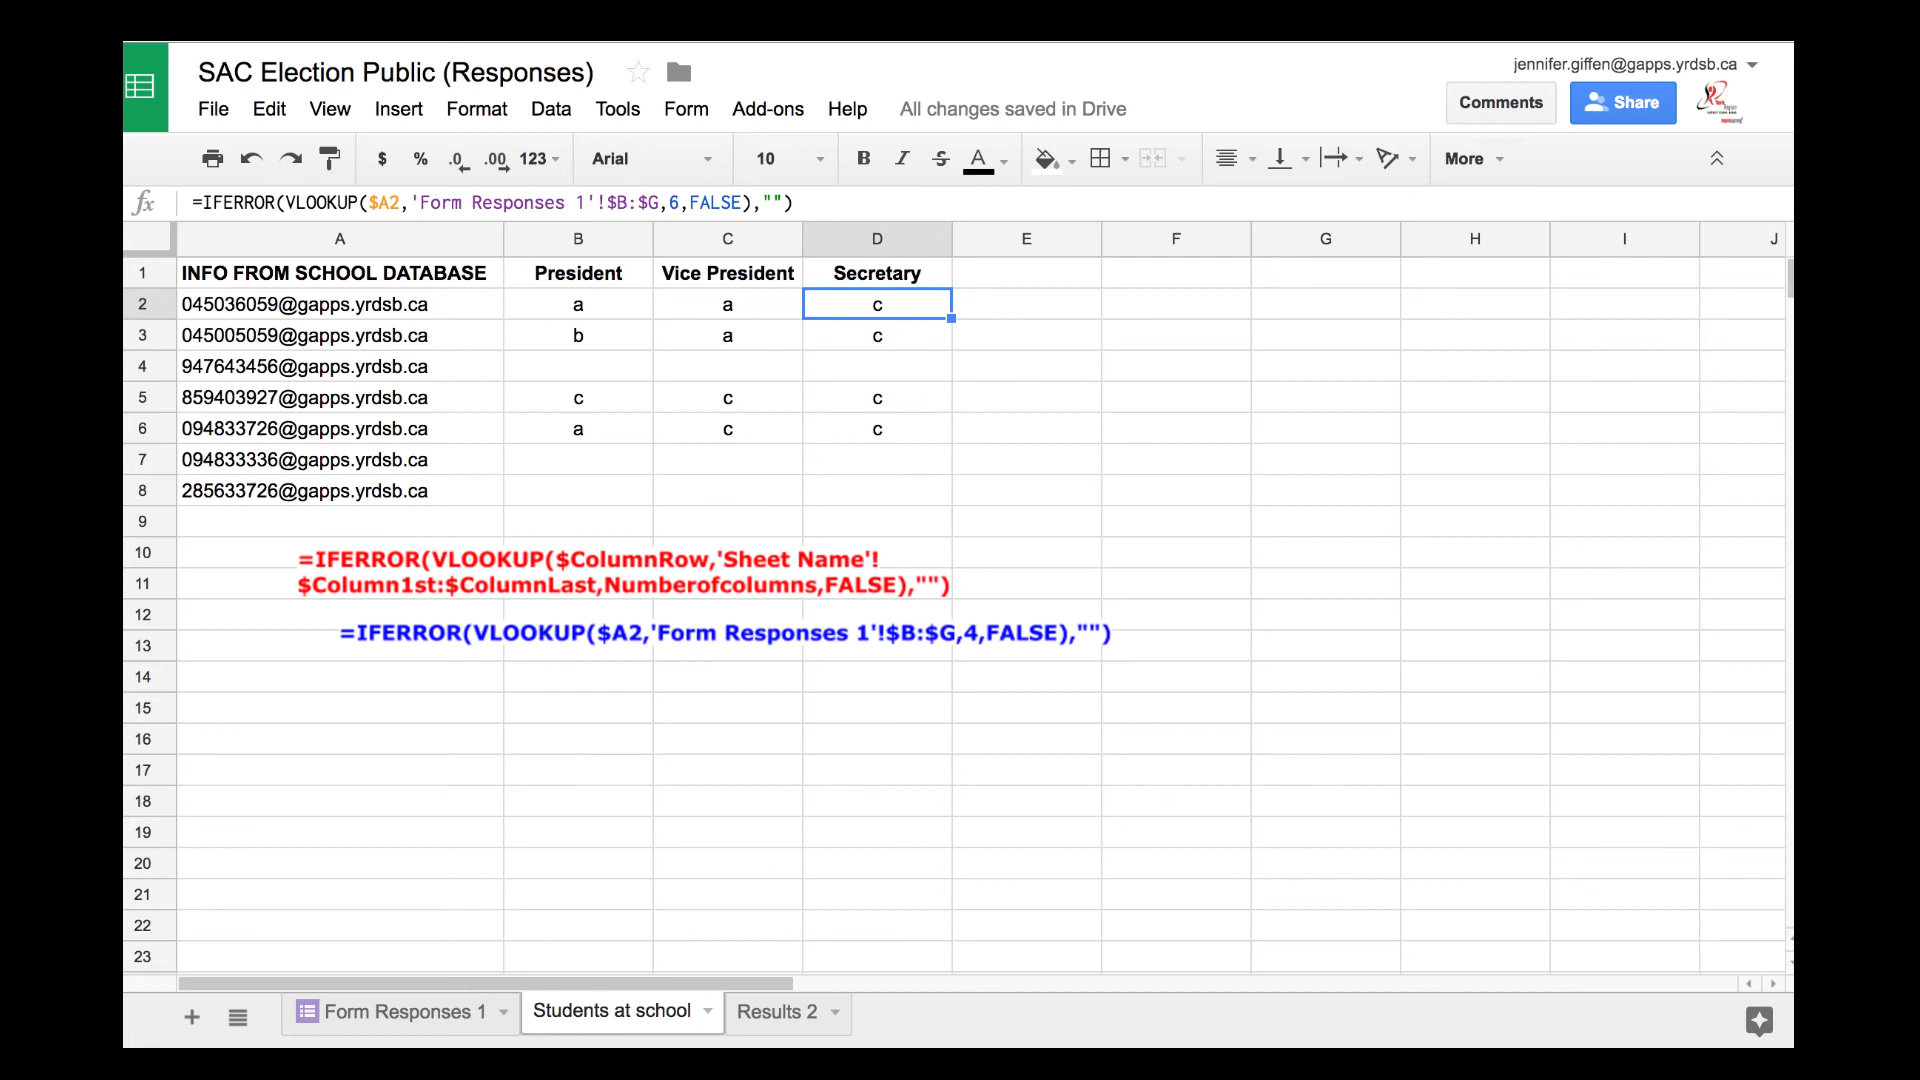 SAC Election Public (Responses)
jennifer.giffen@gapps.yrdsb.ca
File Edit View Insert Format Data Tools Form Add-ons Help All changes saved in Drive
Comments Share
$ % .0 .00 123 Arial 10 B I S A More
fx =IFERROR(VLOOKUP($A2,'Form Responses 1'!$B:$G,6,FALSE),"")
A B C D E F G H I J
1 INFO FROM SCHOOL DATABASE President Vice President Secretary
2 045036059@gapps.yrdsb.ca a a c
3 045005059@gapps.yrdsb.ca b a c
4 947643456@gapps.yrdsb.ca
5 859403927@gapps.yrdsb.ca c c c
6 094833726@gapps.yrdsb.ca a c c
7 094833336@gapps.yrdsb.ca
8 285633726@gapps.yrdsb.ca
9
10 =IFERROR(VLOOKUP($ColumnRow,'Sheet Name'!
11 $Column1st:$ColumnLast,Numberofcolumns,FALSE),"")
12
=IFERROR(VLOOKUP($A2,'Form Responses 1'!$B:$G,4,FALSE),"")
13
14
15
16
17
18
19
20
21
22
23
Form Responses 1 Students at school Results 2